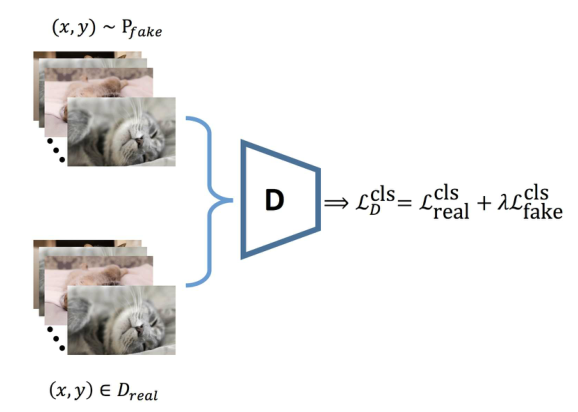 (x, y) ~ P_fake
D
⟹ ℒ_D^cls = ℒ_real^cls + λℒ_fake^cls
(x, y) ∈ D_real